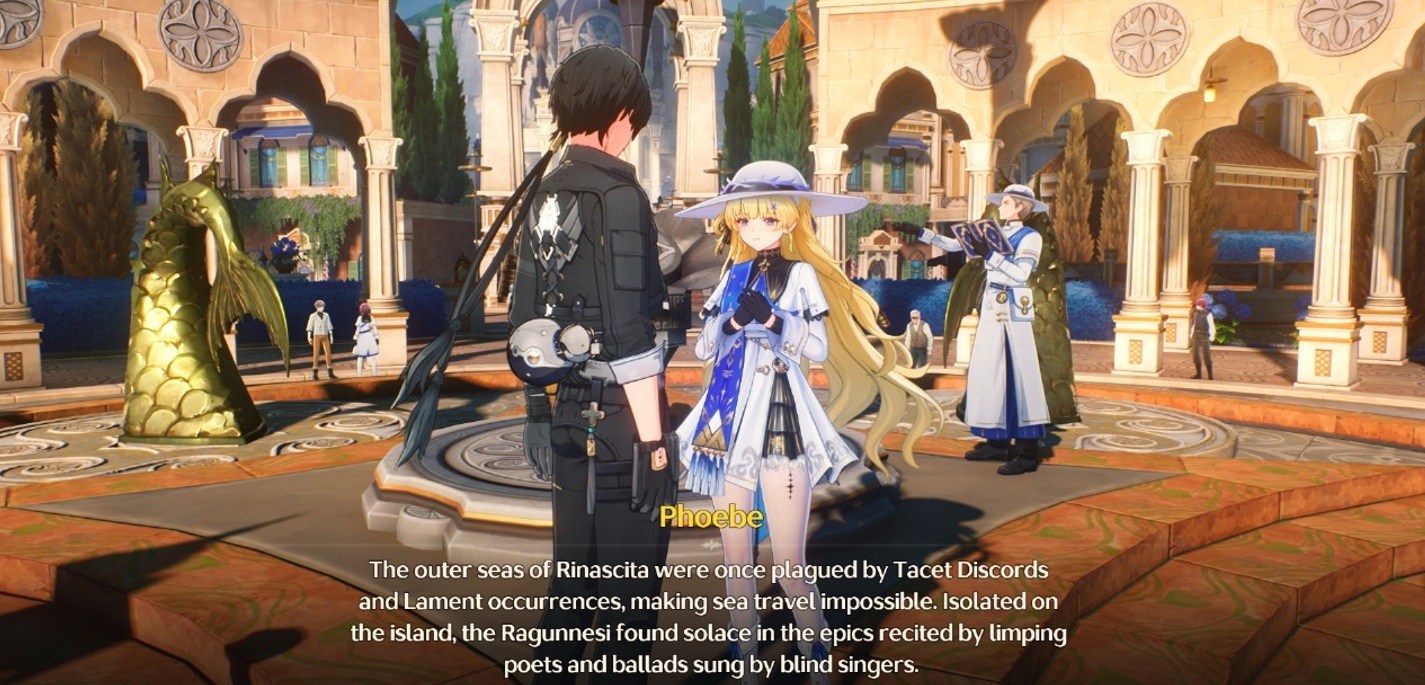 Phoebe
The outer seas of Rinascita were once plagued by Tacet Discords
and Lament occurrences, making sea travel impossible. Isolated on
the island, the Ragunnesi found solace in the epics recited by limping
poets and ballads sung by blind singers.